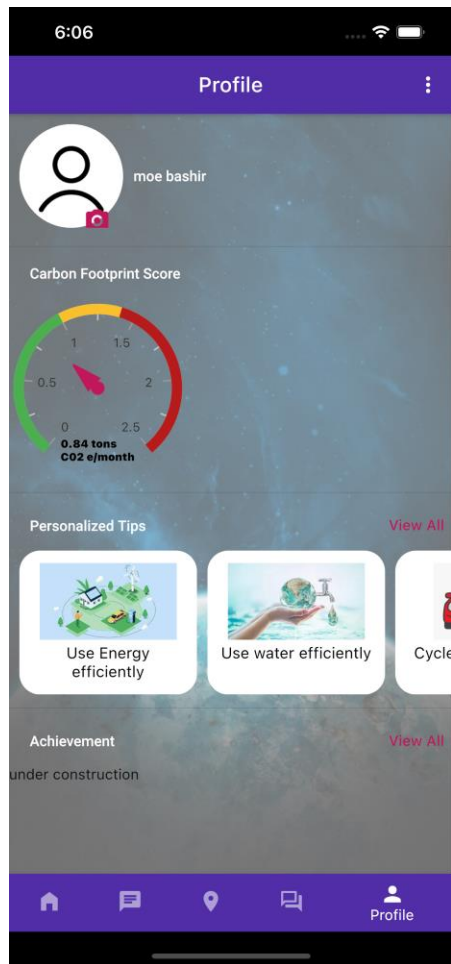 6:06
Profile
moe bashir
Carbon Footprint Score
1
1.5
0.5
2
0
2.5
0.84 tons
C02 e/month
Personalized Tips
View All
Use Energy
efficiently
Use water efficiently
Cycle
Achievement
View All
under construction
Profile